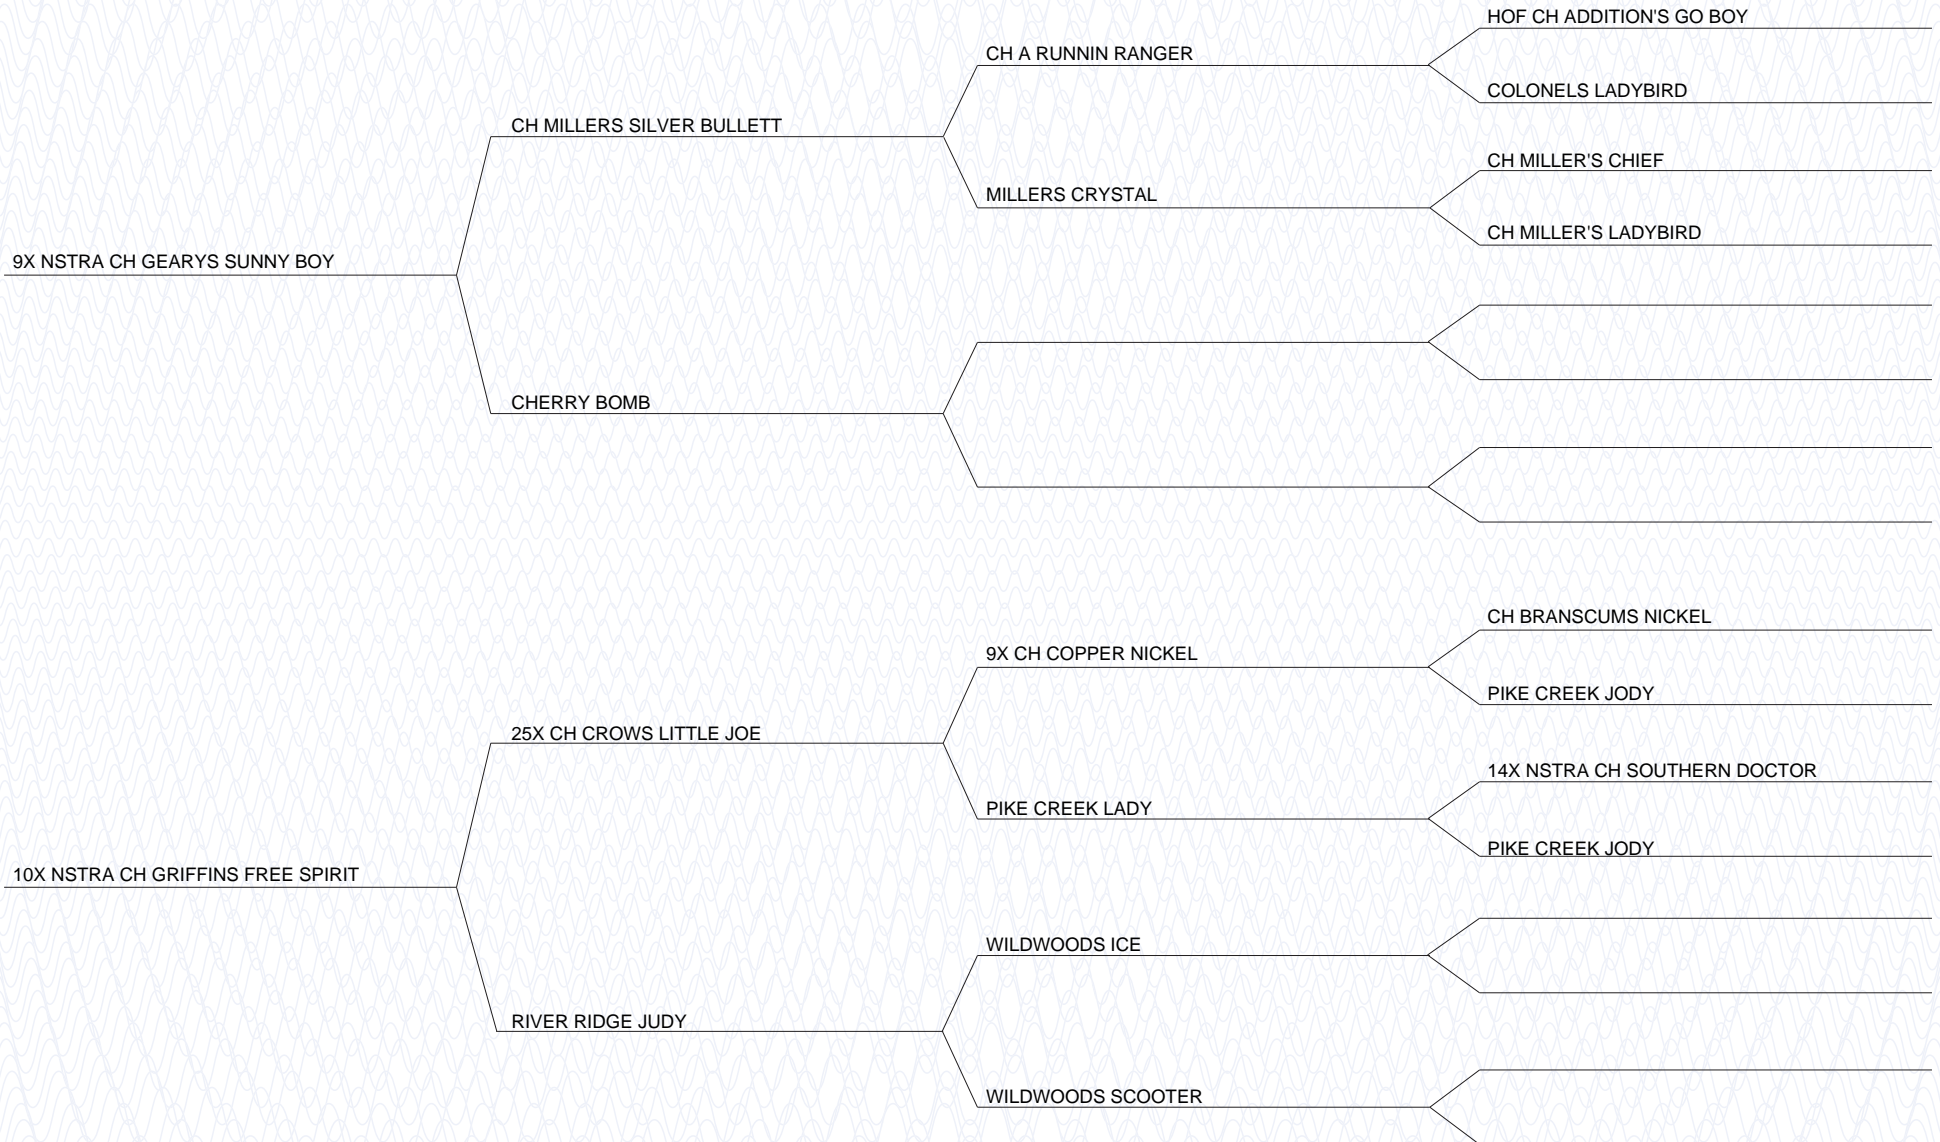 HOF CH ADDITION'S GO BOY
CH A RUNNIN RANGER
COLONELS LADYBIRD
CH MILLERS SILVER BULLETT
CH MILLER'S CHIEF
MILLERS CRYSTAL
CH MILLER'S LADYBIRD
9X NSTRA CH GEARYS SUNNY BOY
CHERRY BOMB
CH BRANSCUMS NICKEL
9X CH COPPER NICKEL
PIKE CREEK JODY
25X CH CROWS LITTLE JOE
14X NSTRA CH SOUTHERN DOCTOR
PIKE CREEK LADY
PIKE CREEK JODY
10X NSTRA CH GRIFFINS FREE SPIRIT
WILDWOODS ICE
RIVER RIDGE JUDY
WILDWOODS SCOOTER